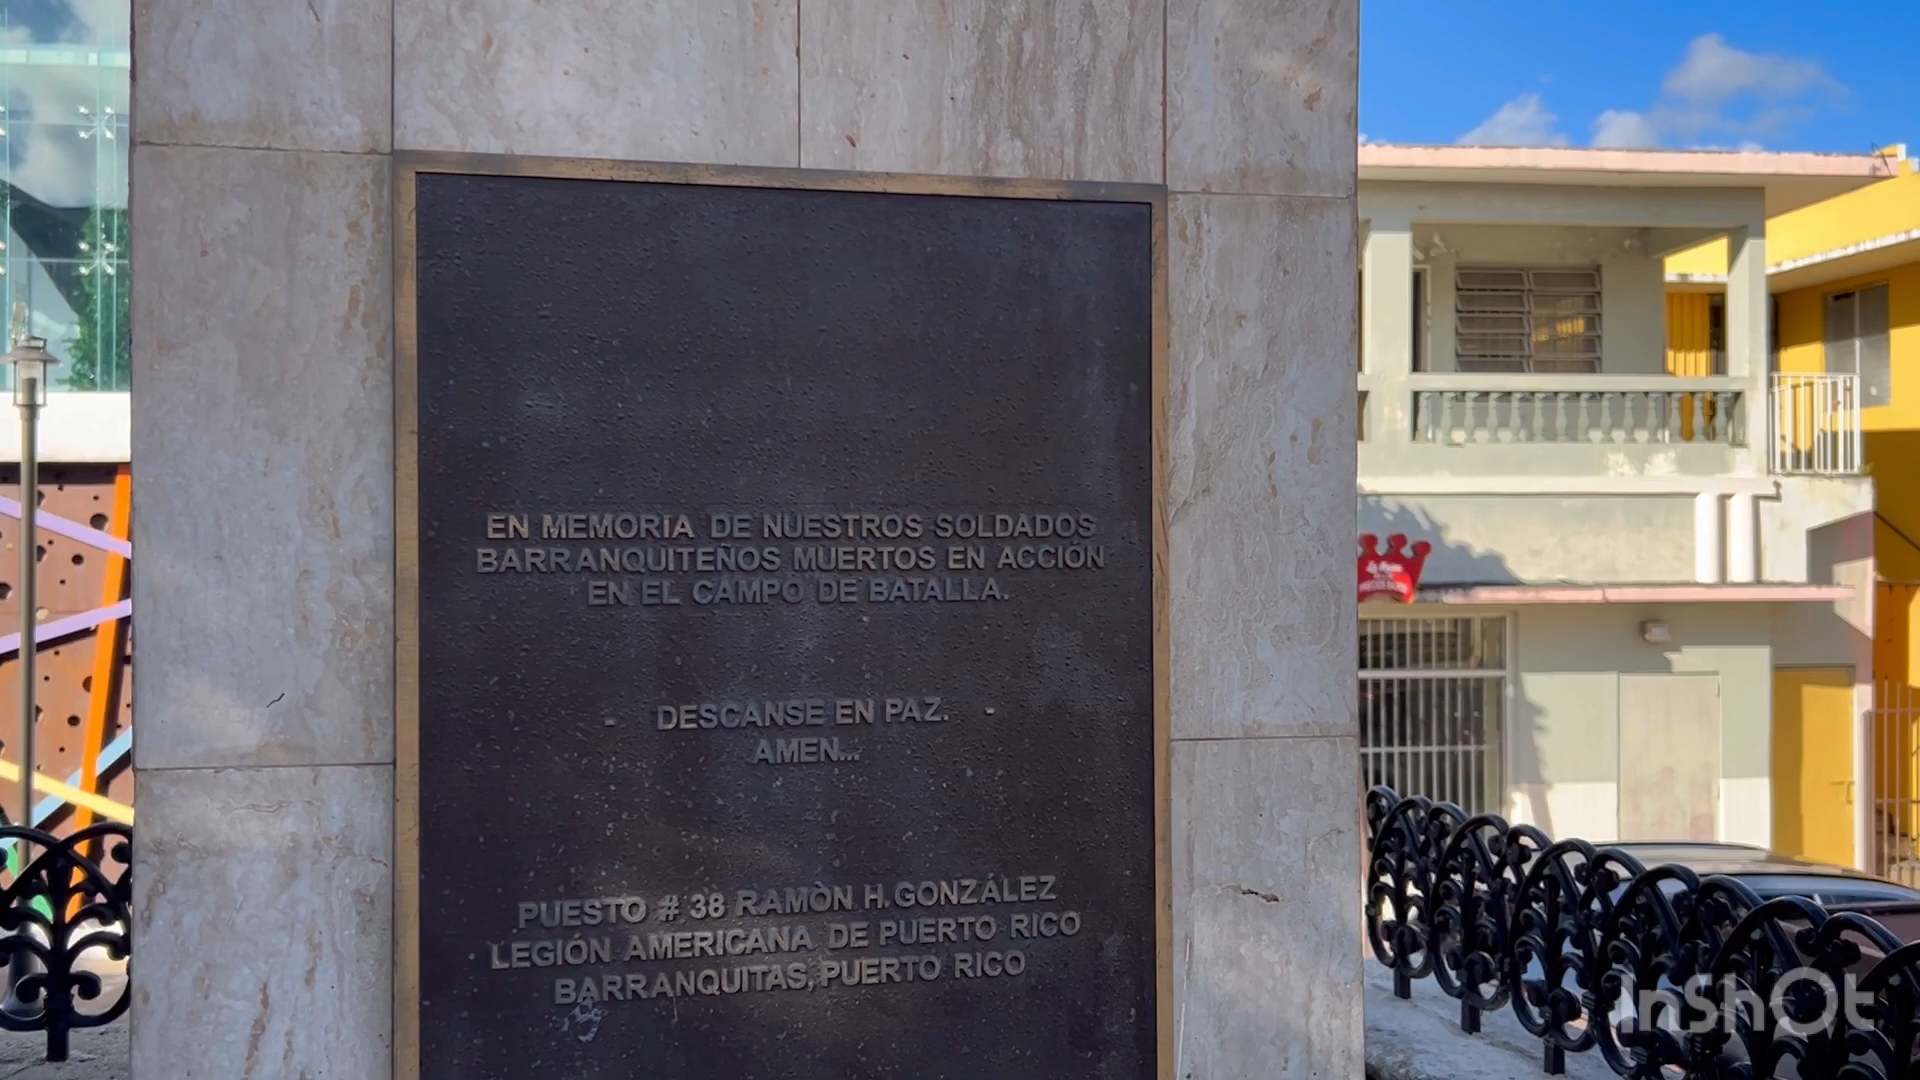 EN MEMORIA DE NUESTROS SOLDADOS
BARRANQUITEÑOS MUERTOS EN ACCIÓN
EN EL CAMPO DE BATALLA.
- DESCANSE EN PAZ. -
AMEN...
PUESTO # 38 RAMÒN H. GONZÁLEZ
LEGIÓN AMERICANA DE PUERTO RICO
BARRANQUITAS, PUERTO RICO
InShOt